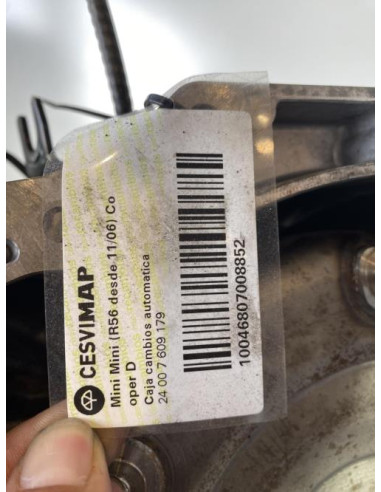 CESVIMAP
Mini Mini (R56 desde 11/06) Co
oper D
Caja cambios automatica
24 00 7 609 179
10046807008852